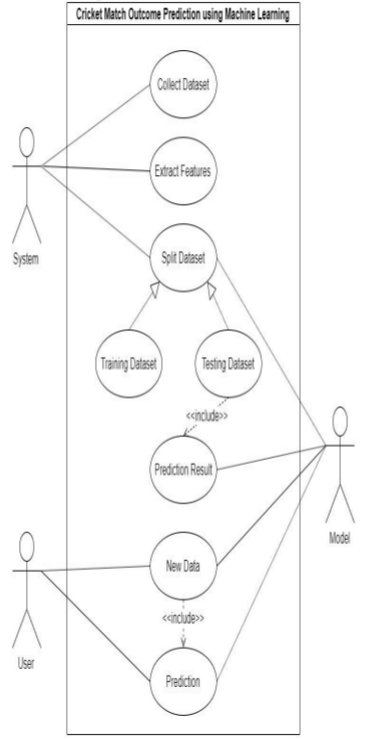 Cricket Match Outcome Prediction using Machine Learning
Collect Dataset
Extract Features
System
Split Dataset
Training Dataset
Testing Dataset
<<include>>
Prediction Result
Model
New Data
<<include>>
User
Prediction